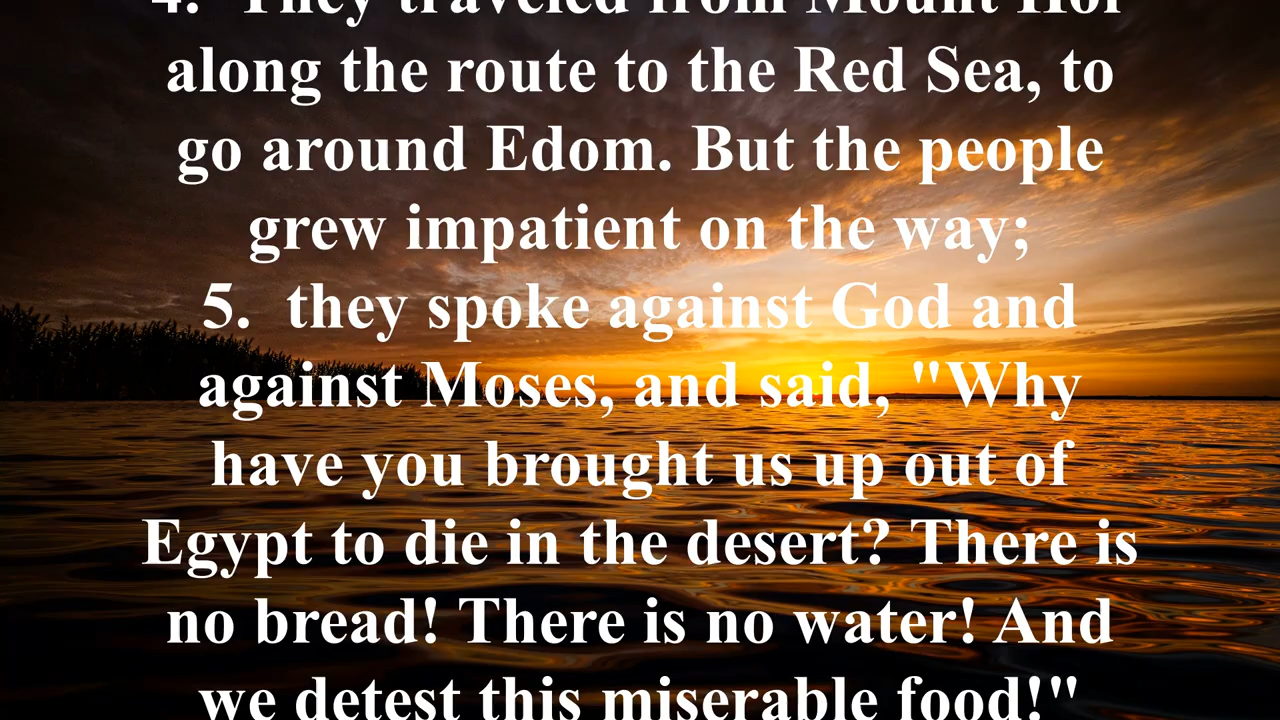 4.  They traveled from Mount Hor
along the route to the Red Sea, to
go around Edom. But the people
grew impatient on the way;
5.  they spoke against God and
against Moses, and said, "Why
have you brought us up out of
Egypt to die in the desert? There is
no bread! There is no water! And
we detest this miserable food!"